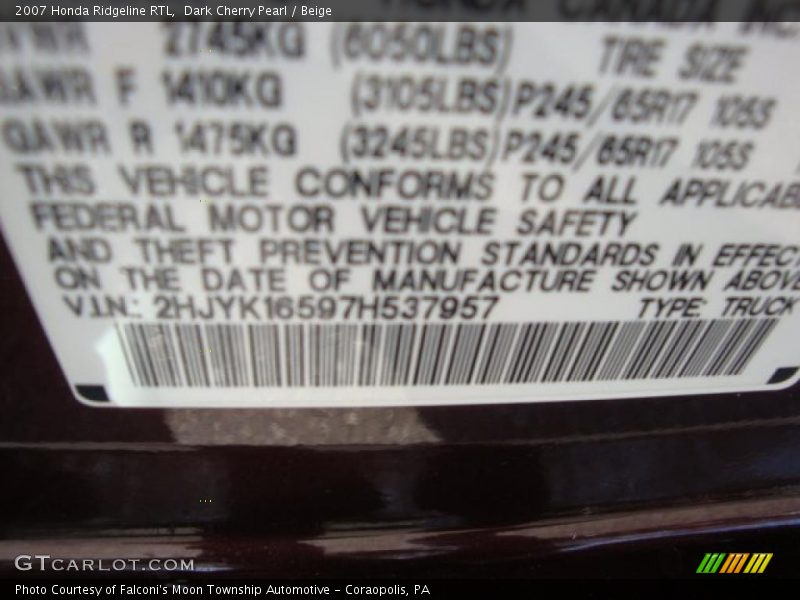 2007 Honda Ridgeline RTL,  Dark Cherry Pearl / Beige
2745KG (6050LBS) TIRE SIZE
GAWR F 1410KG (3105LBS) P245/65R17 105S
GAWR R 1475KG (3245LBS) P245/65R17 105S
THIS VEHICLE CONFORMS TO ALL APPLICAB
FEDERAL MOTOR VEHICLE SAFETY
AND THEFT PREVENTION STANDARDS IN EFFEC
ON THE DATE OF MANUFACTURE SHOWN ABOVE
V.I.N.: 2HJYK16597H537957 TYPE: TRUCK
GTCARLOT.COM
Photo Courtesy of Falconi's Moon Township Automotive - Coraopolis, PA